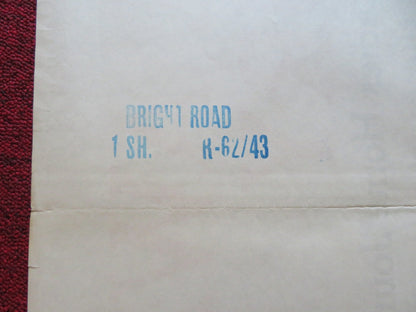 BRIGHT ROAD
1 SH. R-62/43